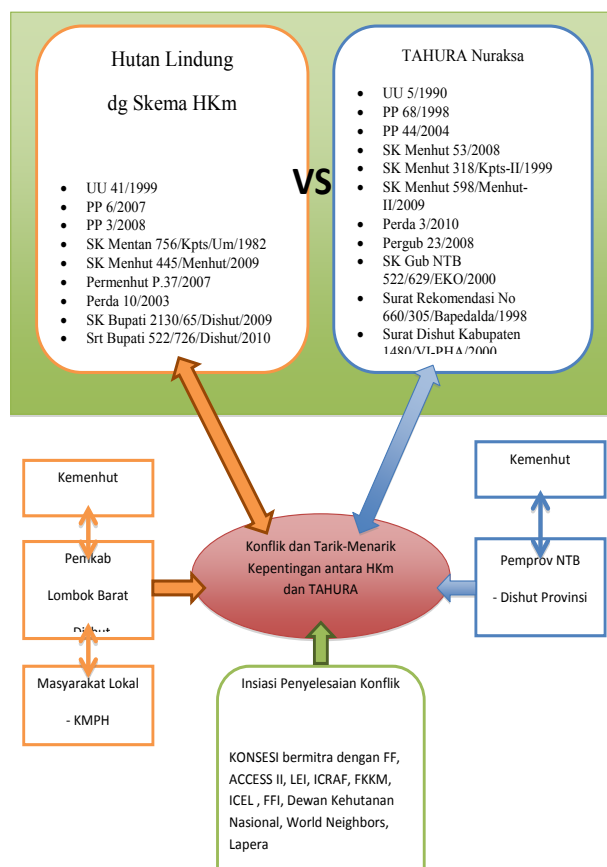 Hutan Lindung
dg Skema HKm
• UU 41/1999
• PP 6/2007
• PP 3/2008
• SK Mentan 756/Kpts/Um/1982
• SK Menhut 445/Menhut/2009
• Permenhut P.37/2007
• Perda 10/2003
• SK Bupati 2130/65/Dishut/2009
• Srt Bupati 522/726/Dishut/2010
VS
TAHURA Nuraksa
• UU 5/1990
• PP 68/1998
• PP 44/2004
• SK Menhut 53/2008
• SK Menhut 318/Kpts-II/1999
• SK Menhut 598/Menhut-
II/2009
• Perda 3/2010
• Pergub 23/2008
• SK Gub NTB
522/629/EKO/2000
• Surat Rekomendasi No
660/305/Bapedalda/1998
• Surat Dishut Kabupaten
1480/VI-PHA/2000
Kemenhut
Pemkab
Lombok Barat
Dishut
Masyarakat Lokal
- KMPH
Konflik dan Tarik-Menarik
Kepentingan antara HKm
dan TAHURA
Kemenhut
Pemprov NTB
- Dishut Provinsi
Insiasi Penyelesaian Konflik
KONSESI bermitra dengan FF,
ACCESS II, LEI, ICRAF, FKKM,
ICEL , FFI, Dewan Kehutanan
Nasional, World Neighbors,
Lapera